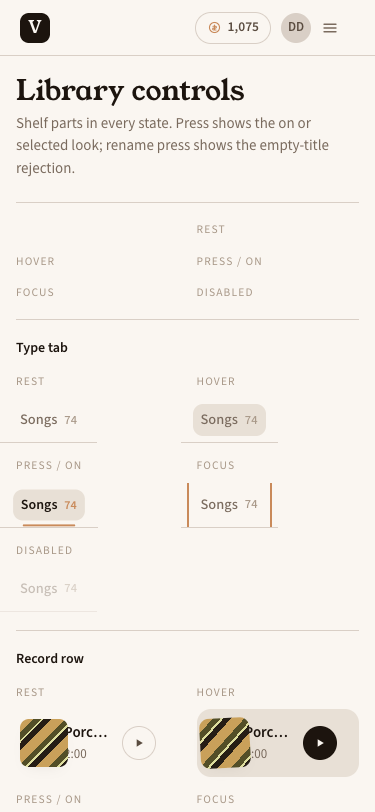 V
1,075
DD
Library controls
Shelf parts in every state. Press shows the on or
selected look; rename press shows the empty-title
rejection.
REST
HOVER
PRESS / ON
FOCUS
DISABLED
Type tab
REST
HOVER
Songs 74
Songs 74
PRESS / ON
FOCUS
Songs 74
Songs 74
DISABLED
Songs 74
Record row
REST
HOVER
Porc...
:00
Porc...
:00
PRESS / ON
FOCUS